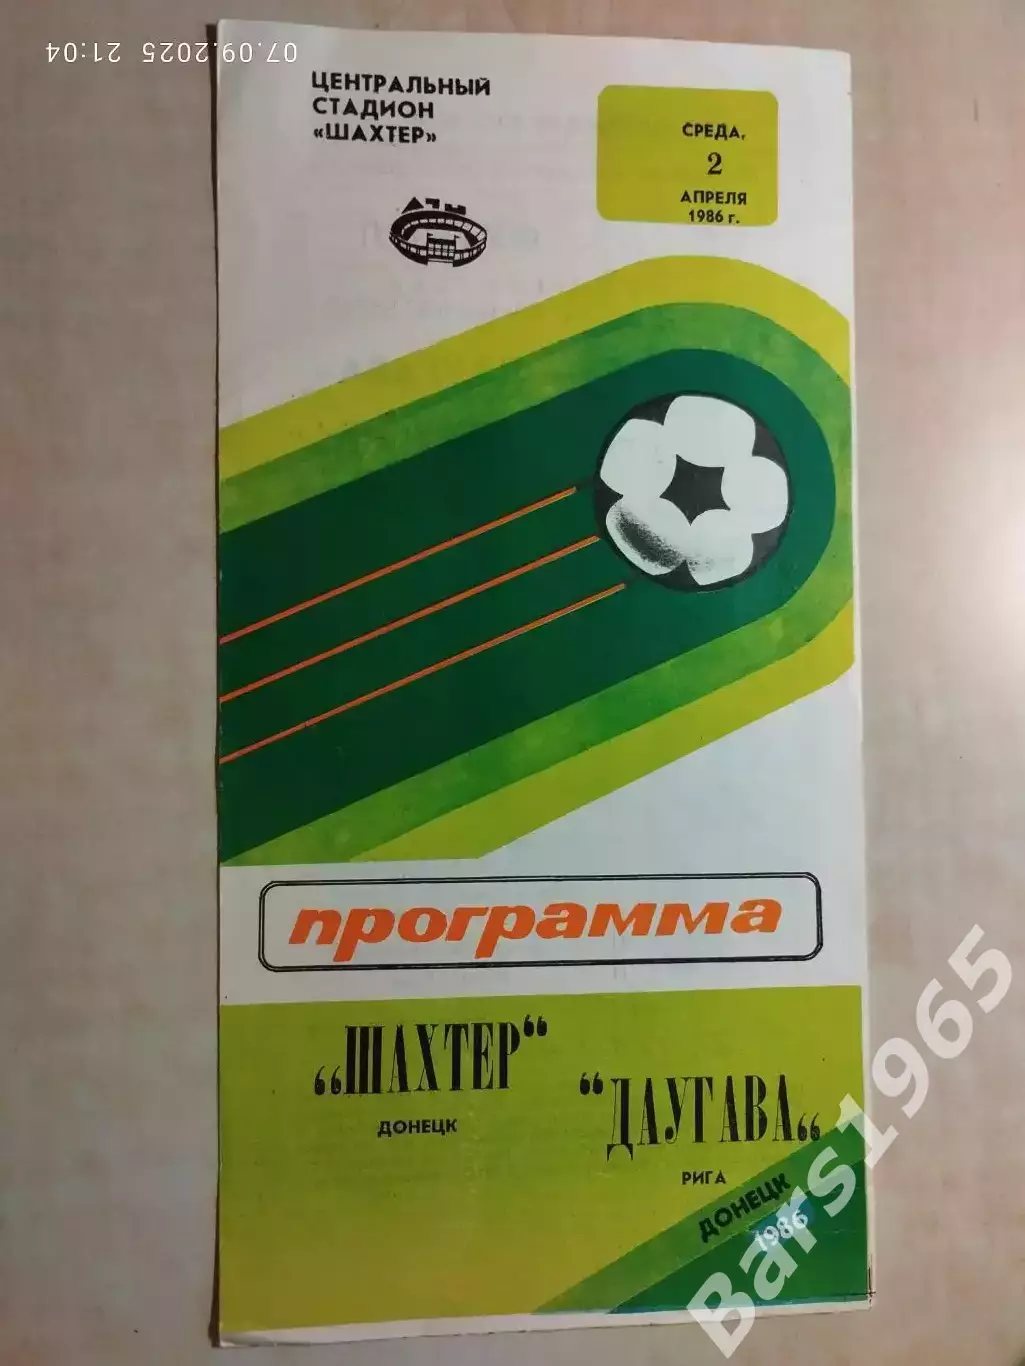 07.09.2025 21:04
ЦЕНТРАЛЬНЫЙ
СТАДИОН
«ШАХТЕР»
СРЕДА,
2
АПРЕЛЯ
1986 г.
программа
„ШАХТЕР“
ДОНЕЦК
“ДАУГАВА„
РИГА
ДОНЕЦК
1986
Bars1965